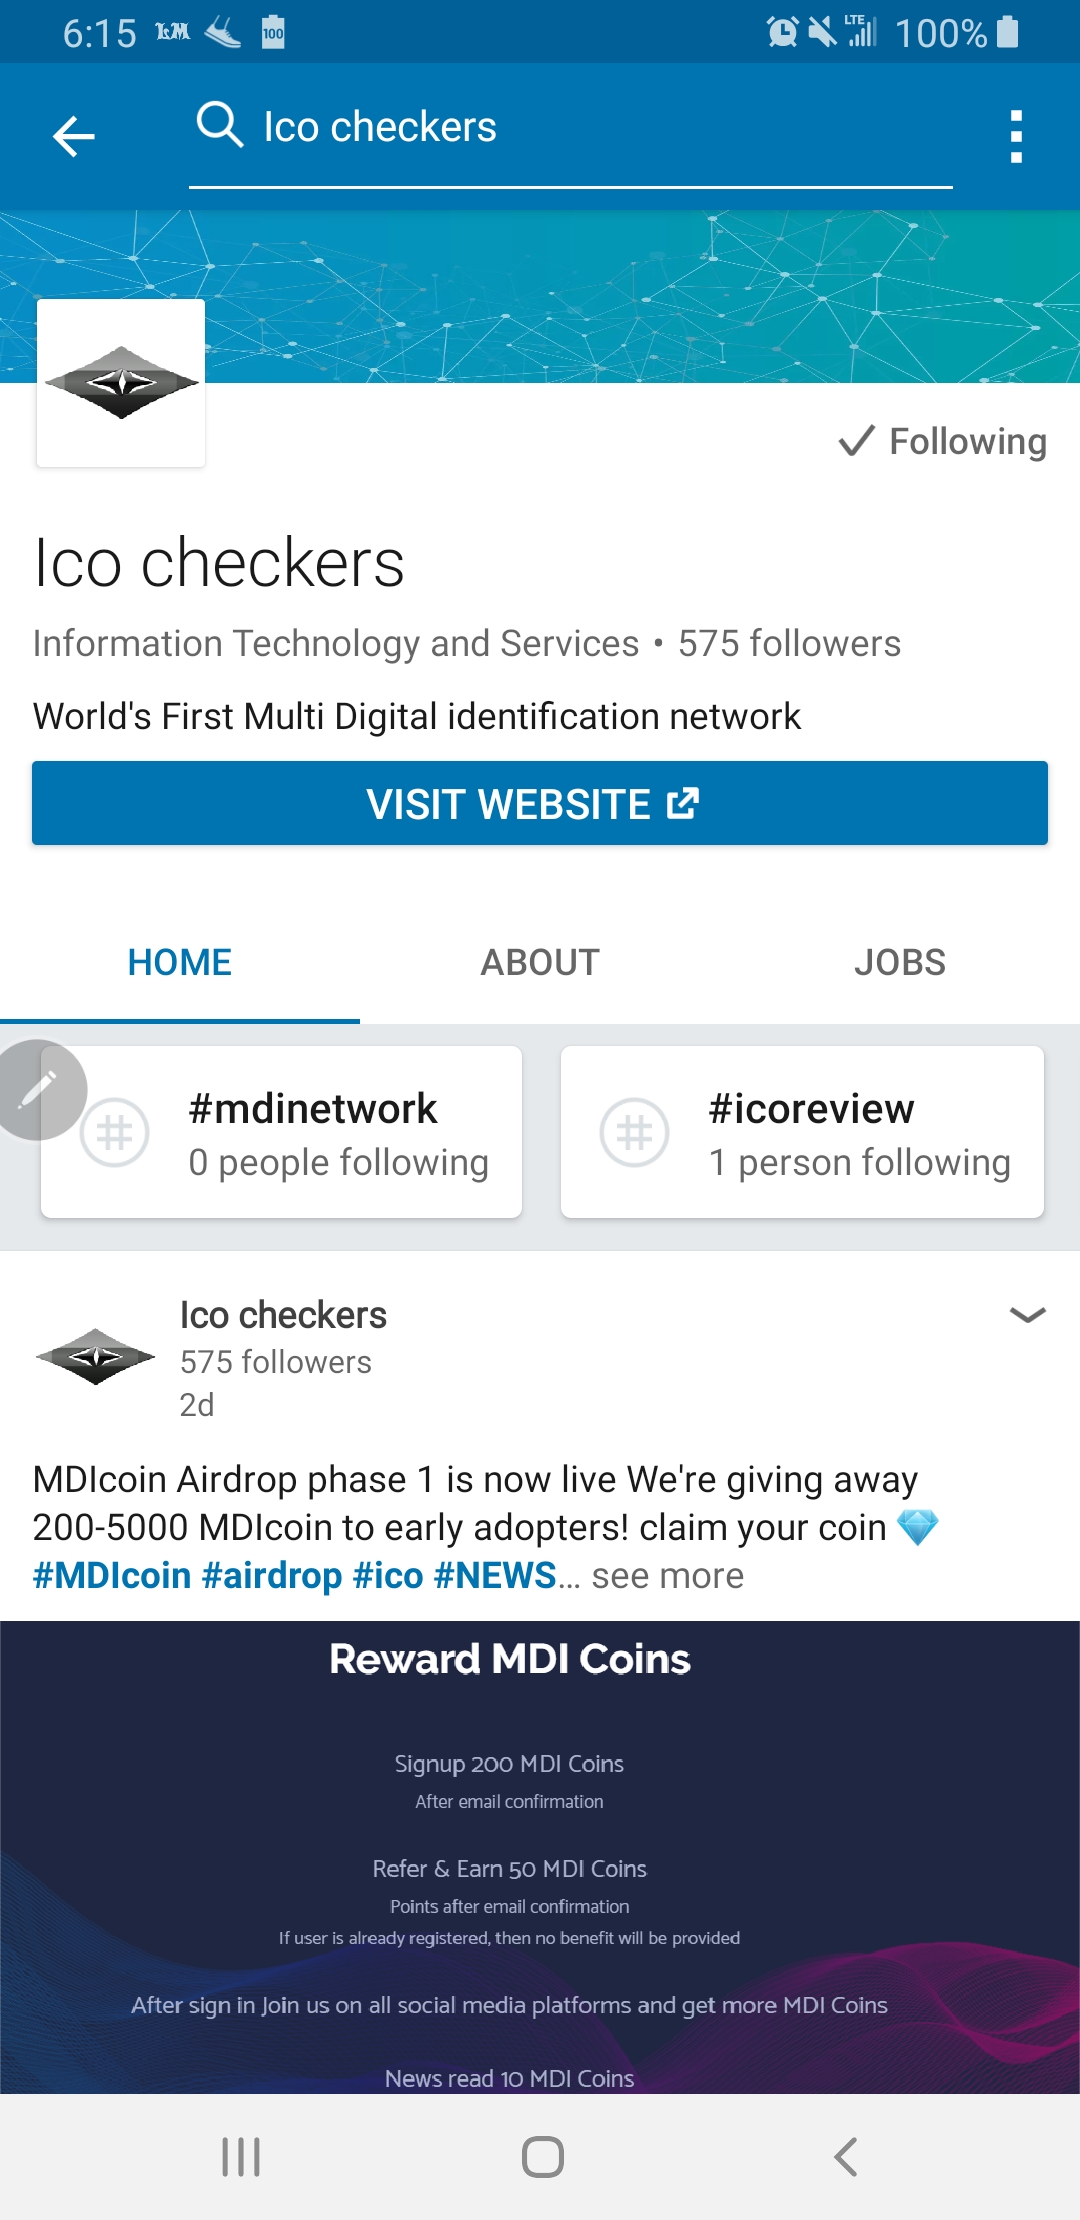 6:15 LM 100 LTE 100%
Ico checkers
Following
Ico checkers
Information Technology and Services • 575 followers
World's First Multi Digital identification network
VISIT WEBSITE
HOME ABOUT JOBS
#mdinetwork
0 people following
#icoreview
1 person following
Ico checkers
575 followers
2d
MDIcoin Airdrop phase 1 is now live We're giving away
200-5000 MDIcoin to early adopters! claim your coin 💎
#MDIcoin #airdrop #ico #NEWS... see more
Reward MDI Coins
Signup 200 MDI Coins
After email confirmation
Refer & Earn 50 MDI Coins
Points after email confirmation
If user is already registered, then no benefit will be provided
After sign in Join us on all social media platforms and get more MDI Coins
News read 10 MDI Coins